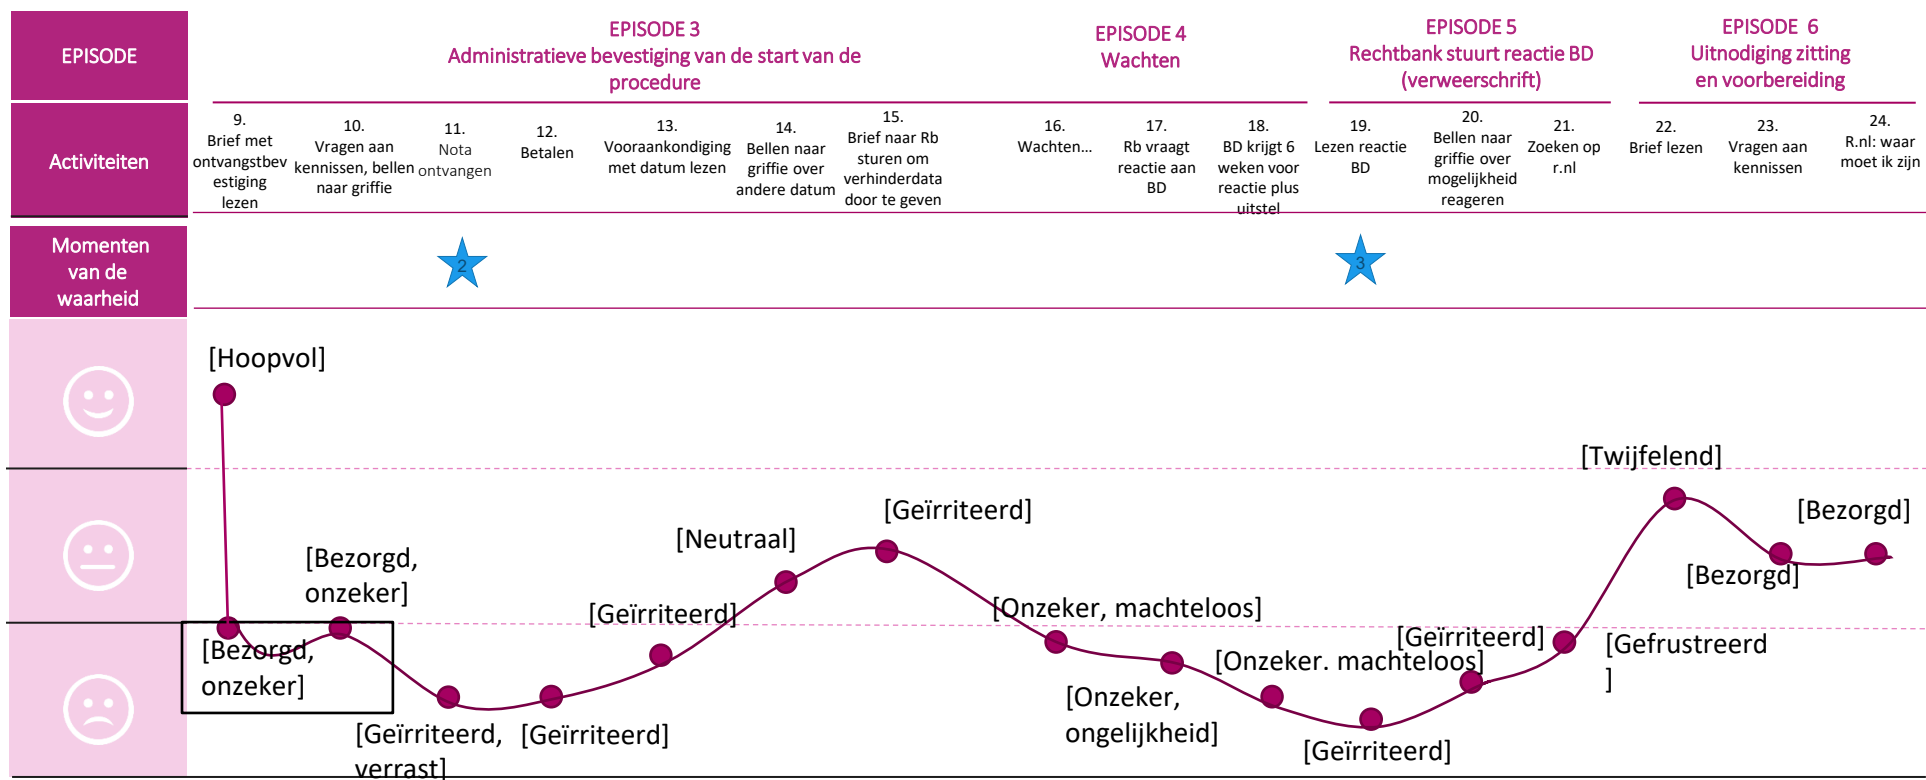 EPISODE
EPISODE 3
Administratieve bevestiging van de start van de
procedure
EPISODE 4
Wachten
EPISODE 5
Rechtbank stuurt reactie BD
(verweerschrift)
EPISODE 6
Uitnodiging zitting
en voorbereiding
Activiteiten
9.
Brief met
ontvangstbev
estiging
lezen
10.
Vragen aan
kennissen, bellen
naar griffie
11.
Nota
ontvangen
12.
Betalen
13.
Vooraankondiging
met datum lezen
14.
Bellen naar
griffie over
andere datum
15.
Brief naar Rb
sturen om
verhinderdata
door te geven
16.
Wachten...
17.
Rb vraagt
reactie aan
BD
18.
BD krijgt 6
weken voor
reactie plus
uitstel
19.
Lezen reactie
BD
20.
Bellen naar
griffie over
mogelijkheid
reageren
21.
Zoeken op
r.nl
22.
Brief lezen
23.
Vragen aan
kennissen
24.
R.nl: waar
moet ik zijn
Momenten
van de
waarheid
2
3
[Hoopvol]
[Bezorgd,
onzeker]
[Bezorgd,
onzeker]
[Geïrriteerd,
verrast]
[Geïrriteerd]
[Geïrriteerd]
[Neutraal]
[Geïrriteerd]
[Onzeker, machteloos]
[Onzeker,
ongelijkheid]
[Onzeker. machteloos]
[Geïrriteerd]
[Geïrriteerd]
[Gefrustreerd
]
[Twijfelend]
[Bezorgd]
[Bezorgd]